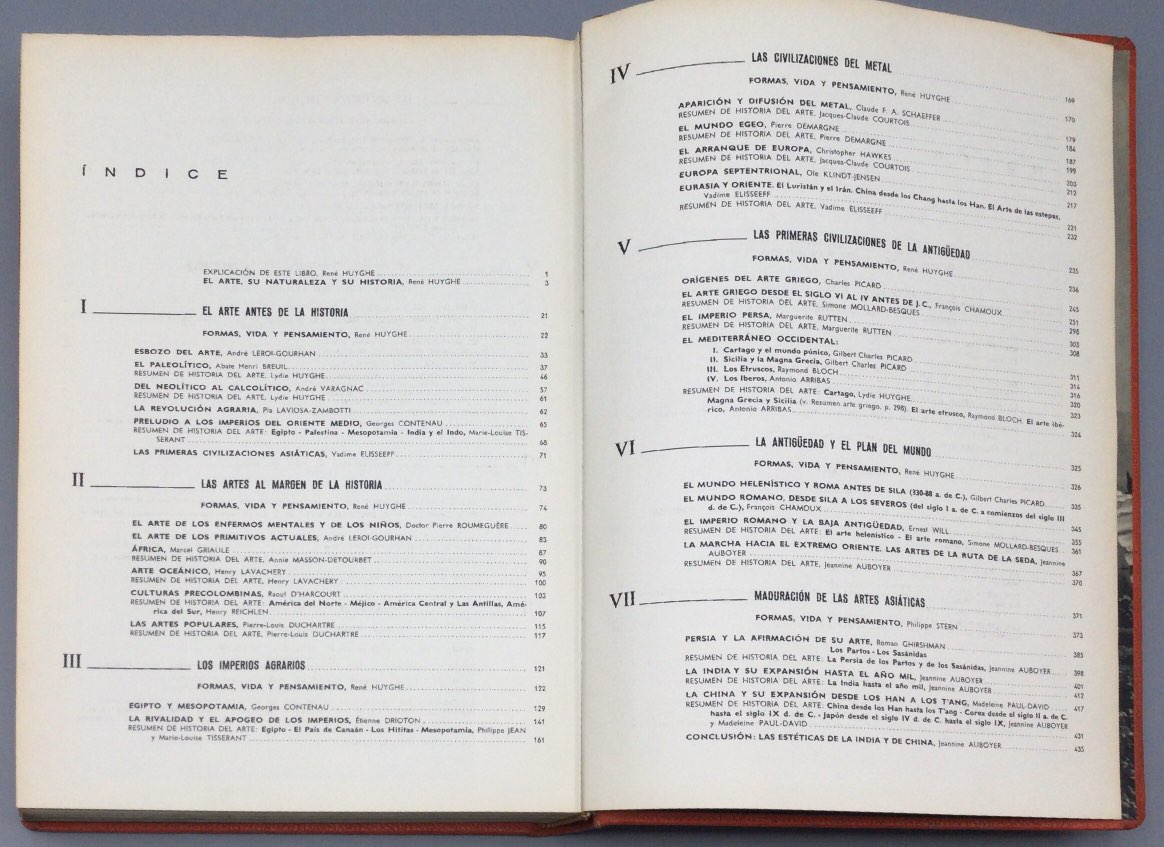 ÍNDICE
EXPLICACIÓN DE ESTE LIBRO, René HUYGHE 1
EL ARTE, SU NATURALEZA Y SU HISTORIA, René HUYGHE 3
I EL ARTE ANTES DE LA HISTORIA 21
FORMAS, VIDA Y PENSAMIENTO, René HUYGHE 22
ESBOZO DEL ARTE, André LEROI-GOURHAN 33
EL PALEOLÍTICO, Abate Henri BREUIL 37
RESUMEN DE HISTORIA DEL ARTE, Lydie HUYGHE 46
DEL NEOLÍTICO AL CALCOLÍTICO, André VARAGNAC 57
RESUMEN DE HISTORIA DEL ARTE, Lydie HUYGHE 61
LA REVOLUCIÓN AGRARIA, Pia LAVIOSA-ZAMBOTTI 62
PRELUDIO A LOS IMPERIOS DEL ORIENTE MEDIO, Georges CONTENAU 65
RESUMEN DE HISTORIA DEL ARTE: Egipto - Palestina - Mesopotamia - India y el Indo, Marie-Louise TIS-
SERANT 68
LAS PRIMERAS CIVILIZACIONES ASIÁTICAS, Vadime ELISSEEFF 71
II LAS ARTES AL MARGEN DE LA HISTORIA 73
FORMAS, VIDA Y PENSAMIENTO, René HUYGHE 74
EL ARTE DE LOS ENFERMOS MENTALES Y DE LOS NIÑOS, Doctor Pierre ROUMEGUÈRE 80
EL ARTE DE LOS PRIMITIVOS ACTUALES, André LEROI-GOURHAN 83
ÁFRICA, Marcel GRIAULE 87
RESUMEN DE HISTORIA DEL ARTE, Annie MASSON-DETOURBET 90
ARTE OCEÁNICO, Henry LAVACHERY 95
RESUMEN DE HISTORIA DEL ARTE, Henry LAVACHERY 100
CULTURAS PRECOLOMBINAS, Raoul D'HARCOURT 103
RESUMEN DE HISTORIA DEL ARTE: América del Norte - Méjico - América Central y Las Antillas, Amé-
rica del Sur, Henry REICHLEN 107
LAS ARTES POPULARES, Pierre-Louis DUCHARTRE 115
RESUMEN DE HISTORIA DEL ARTE, Pierre-Louis DUCHARTRE 117
III LOS IMPERIOS AGRARIOS 121
FORMAS, VIDA Y PENSAMIENTO, René HUYGHE 122
EGIPTO Y MESOPOTAMIA, Georges CONTENAU 129
LA RIVALIDAD Y EL APOGEO DE LOS IMPERIOS, Étienne DRIOTON 141
RESUMEN DE HISTORIA DEL ARTE: Egipto - El País de Canaán - Los Hititas - Mesopotamia, Philippe JEAN
y Marie-Louise TISSERANT 161
IV LAS CIVILIZACIONES DEL METAL 169
FORMAS, VIDA Y PENSAMIENTO, René HUYGHE 170
APARICIÓN Y DIFUSIÓN DEL METAL, Claude F. A. SCHAEFFER 179
RESUMEN DE HISTORIA DEL ARTE, Jacques-Claude COURTOIS 184
EL MUNDO EGEO, Pierre DEMARGNE 187
RESUMEN DE HISTORIA DEL ARTE, Pierre DEMARGNE 199
EL ARRANQUE DE EUROPA, Christopher HAWKES 203
RESUMEN DE HISTORIA DEL ARTE, Jacques-Claude COURTOIS 212
EUROPA SEPTENTRIONAL, Ole KLINDT-JENSEN 217
EURASIA Y ORIENTE. El Luristán y el Irán. China desde los Chang hasta los Han. El Arte de las estepas,
Vadime ELISSEEFF 221
RESUMEN DE HISTORIA DEL ARTE, Vadime ELISSEEFF 232
V LAS PRIMERAS CIVILIZACIONES DE LA ANTIGÜEDAD 235
FORMAS, VIDA Y PENSAMIENTO, René HUYGHE 236
ORÍGENES DEL ARTE GRIEGO, Charles PICARD 245
EL ARTE GRIEGO DESDE EL SIGLO VI AL IV ANTES DE J. C., François CHAMOUX 251
RESUMEN DE HISTORIA DEL ARTE, Simone MOLLARD-BESQUES 298
EL IMPERIO PERSA, Marguerite RUTTEN 303
RESUMEN DE HISTORIA DEL ARTE, Marguerite RUTTEN 308
EL MEDITERRÁNEO OCCIDENTAL:
I. Cartago y el mundo púnico, Gilbert Charles PICARD 311
II. Sicilia y la Magna Grecia, Gilbert Charles PICARD 314
III. Los Etruscos, Raymond BLOCH 316
IV. Los Iberos, Antonio ARRIBAS 320
RESUMEN DE HISTORIA DEL ARTE: Cartago, Lydie HUYGHE 323
Magna Grecia y Sicilia (v. Resumen arte griego, p. 298). El arte etrusco, Raymond BLOCH. El arte ibé-
rico, Antonio ARRIBAS 324
VI LA ANTIGÜEDAD Y EL PLAN DEL MUNDO 325
FORMAS, VIDA Y PENSAMIENTO, René HUYGHE 326
EL MUNDO HELENÍSTICO Y ROMA ANTES DE SILA (330-88 a. de C.), Gilbert Charles PICARD 335
EL MUNDO ROMANO, DESDE SILA A LOS SEVEROS (del siglo I a. de C. a comienzos del siglo III
d. de C.), François CHAMOUX 345
EL IMPERIO ROMANO Y LA BAJA ANTIGÜEDAD, Ernest WILL 355
RESUMEN DE HISTORIA DEL ARTE: El arte helenístico - El arte romano, Simone MOLLARD-BESQUES 361
LA MARCHA HACIA EL EXTREMO ORIENTE. LAS ARTES DE LA RUTA DE LA SEDA, Jeannine
AUBOYER 367
RESUMEN DE HISTORIA DEL ARTE, Jeannine AUBOYER 370
VII MADURACIÓN DE LAS ARTES ASIÁTICAS 371
FORMAS, VIDA Y PENSAMIENTO, Philippe STERN 373
PERSIA Y LA AFIRMACIÓN DE SU ARTE, Roman GHIRSHMAN 385
Los Partos - Los Sasánidas
RESUMEN DE HISTORIA DEL ARTE: La Persia de los Partos y de los Sasánidas, Jeannine AUBOYER 398
LA INDIA Y SU EXPANSIÓN HASTA EL AÑO MIL, Jeannine AUBOYER 401
RESUMEN DE HISTORIA DEL ARTE: La India hasta el año mil, Jeannine AUBOYER 412
LA CHINA Y SU EXPANSIÓN DESDE LOS HAN A LOS T'ANG, Madeleine PAUL-DAVID 417
RESUMEN DE HISTORIA DEL ARTE: China desde los Han hasta los T'ang - Corea desde el siglo II a. de C.
hasta el siglo IX d. de C. - Japón desde el siglo IV d. de C. hasta el siglo IX, Jeannine AUBOYER
y Madeleine PAUL-DAVID 431
CONCLUSIÓN: LAS ESTÉTICAS DE LA INDIA Y DE CHINA, Jeannine AUBOYER 435